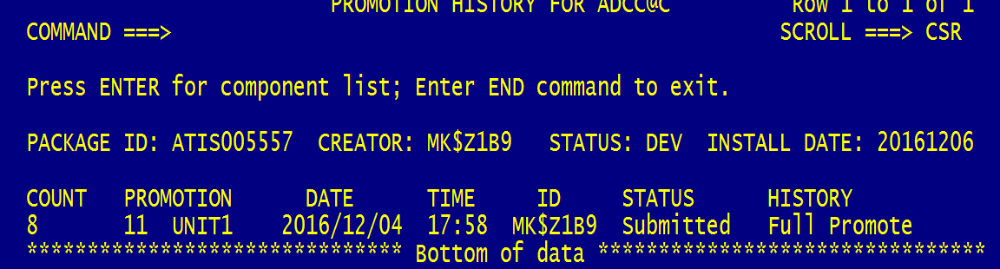 PROMOTION HISTORY FOR ADCC@C Row 1 to 1 of 1
COMMAND ===> SCROLL ===> CSR
Press ENTER for component list; Enter END command to exit.
PACKAGE ID: ATIS005557 CREATOR: MK$Z1B9 STATUS: DEV INSTALL DATE: 20161206
COUNT PROMOTION DATE TIME ID STATUS HISTORY
8 11 UNIT1 2016/12/04 17:58 MK$Z1B9 Submitted Full Promote
******************************* Bottom of data ********************************